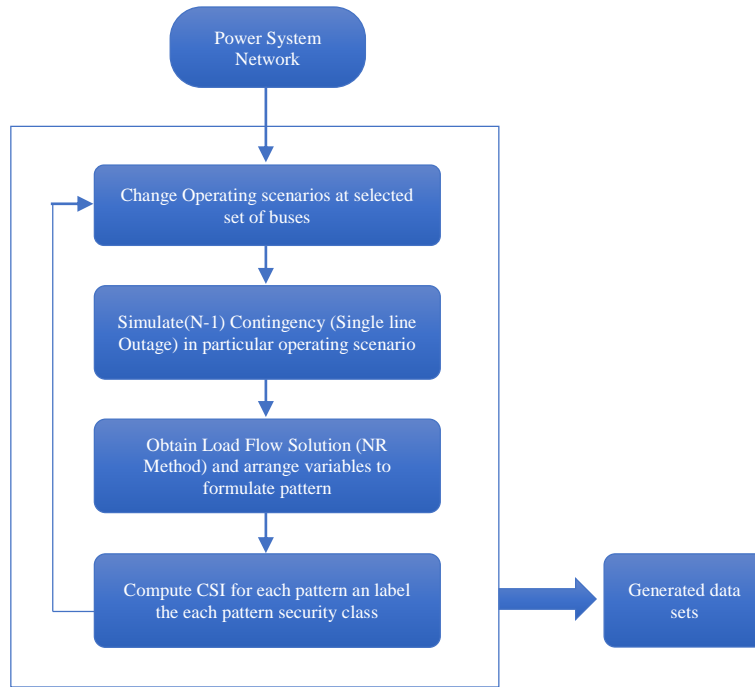 Power System
Network
Change Operating scenarios at selected
set of buses
Simulate(N-1) Contingency (Single line
Outage) in particular operating scenario
Obtain Load Flow Solution (NR
Method) and arrange variables to
formulate pattern
Compute CSI for each pattern an label
the each pattern security class
Generated data
sets